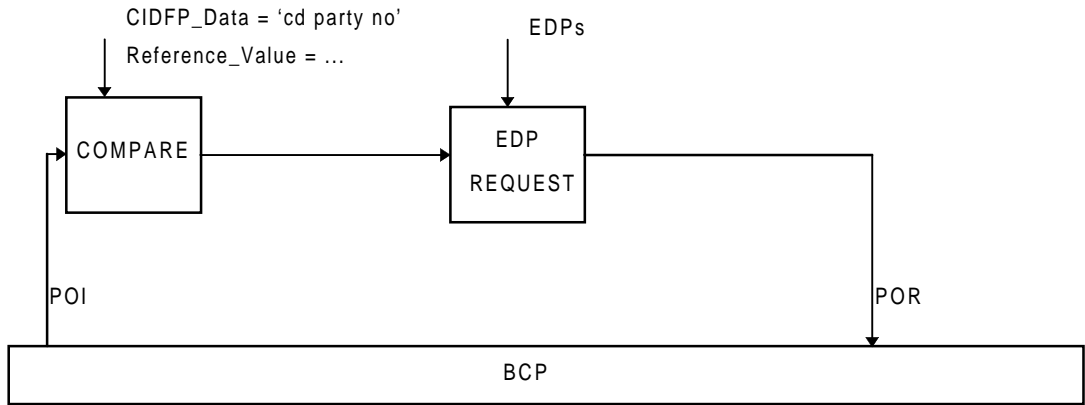 CIDFP_Data = ‘cd party no’
Reference_Value = ...
EDPs
COMPARE
EDP
REQUEST
POI
POR
BCP